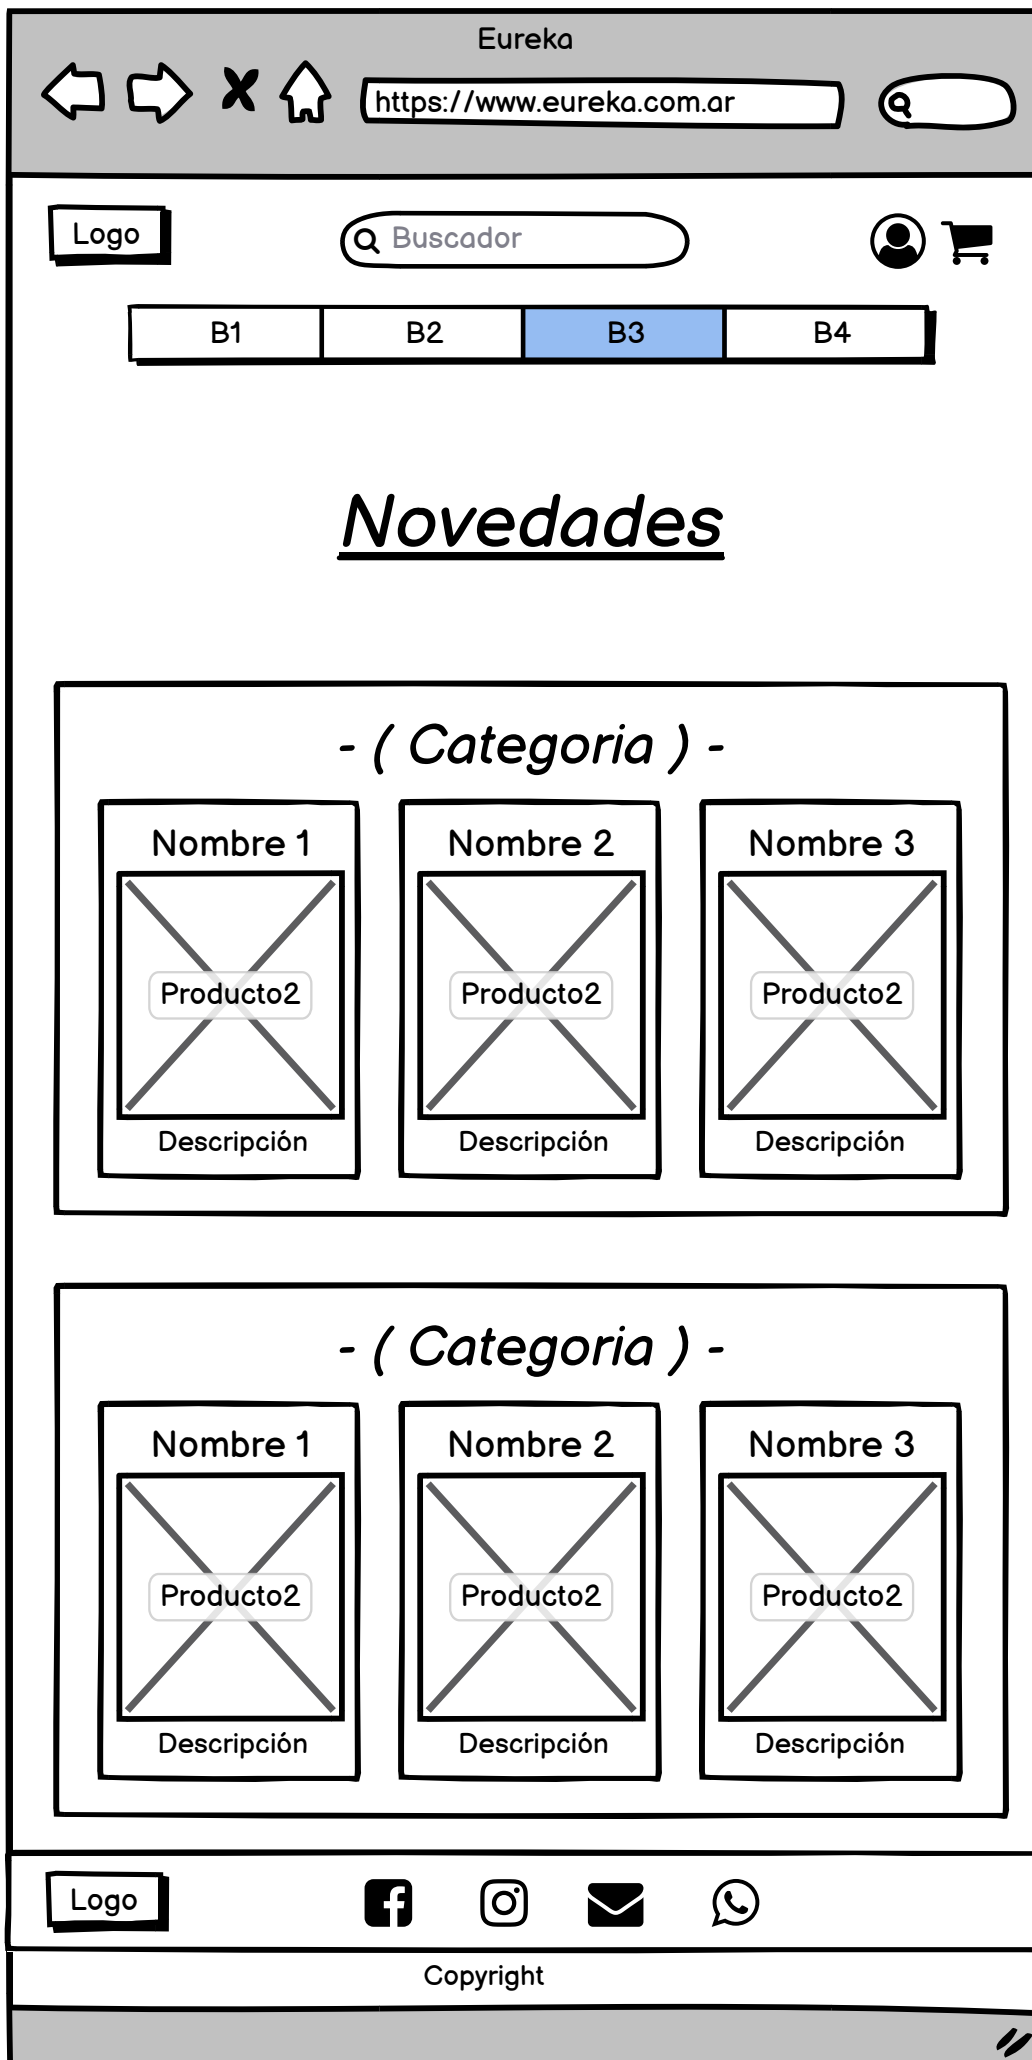 Eureka
https://www.eureka.com.ar
Logo
Buscador
B1 B2 B3 B4
Novedades
- ( Categoria ) -
Nombre 1 Nombre 2 Nombre 3
Producto2 Producto2 Producto2
Descripción Descripción Descripción
- ( Categoria ) -
Nombre 1 Nombre 2 Nombre 3
Producto2 Producto2 Producto2
Descripción Descripción Descripción
Logo
Copyright